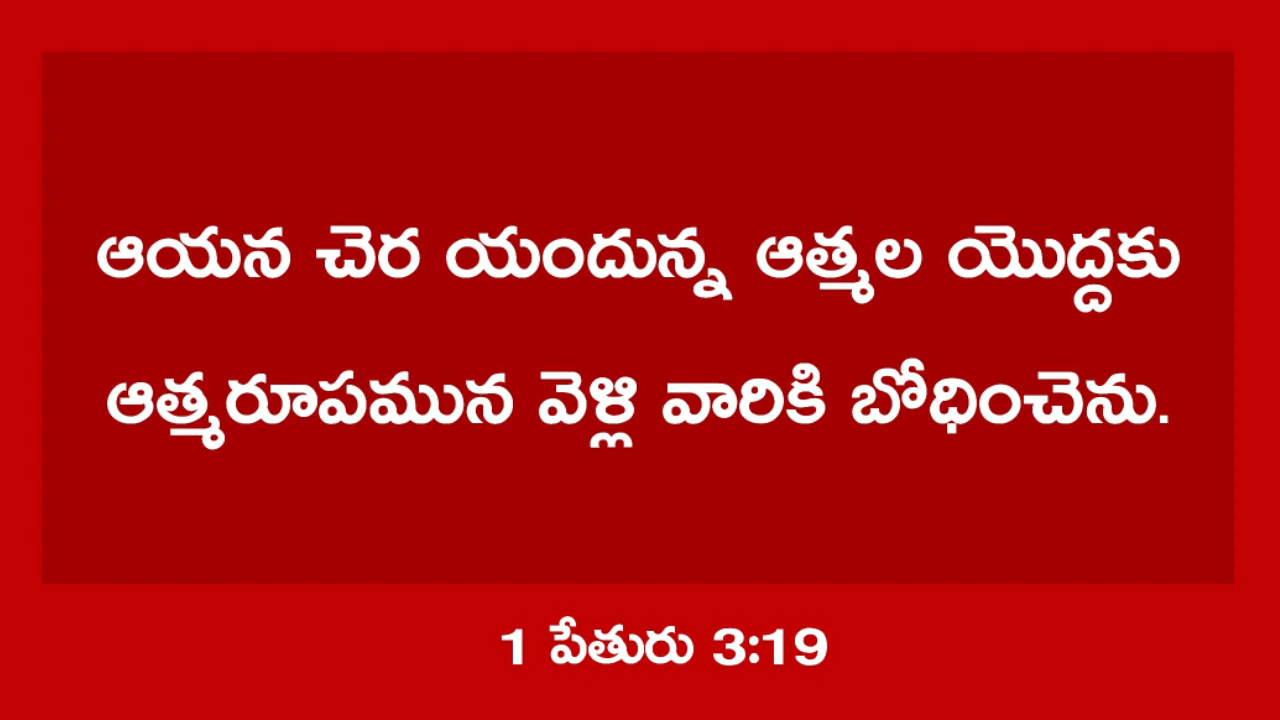 ఆయన చెర యందున్న ఆత్మల యొద్దకు
ఆత్మరూపమున వెళ్లి వారికి బోధించెను.
1 పేతురు 3:19